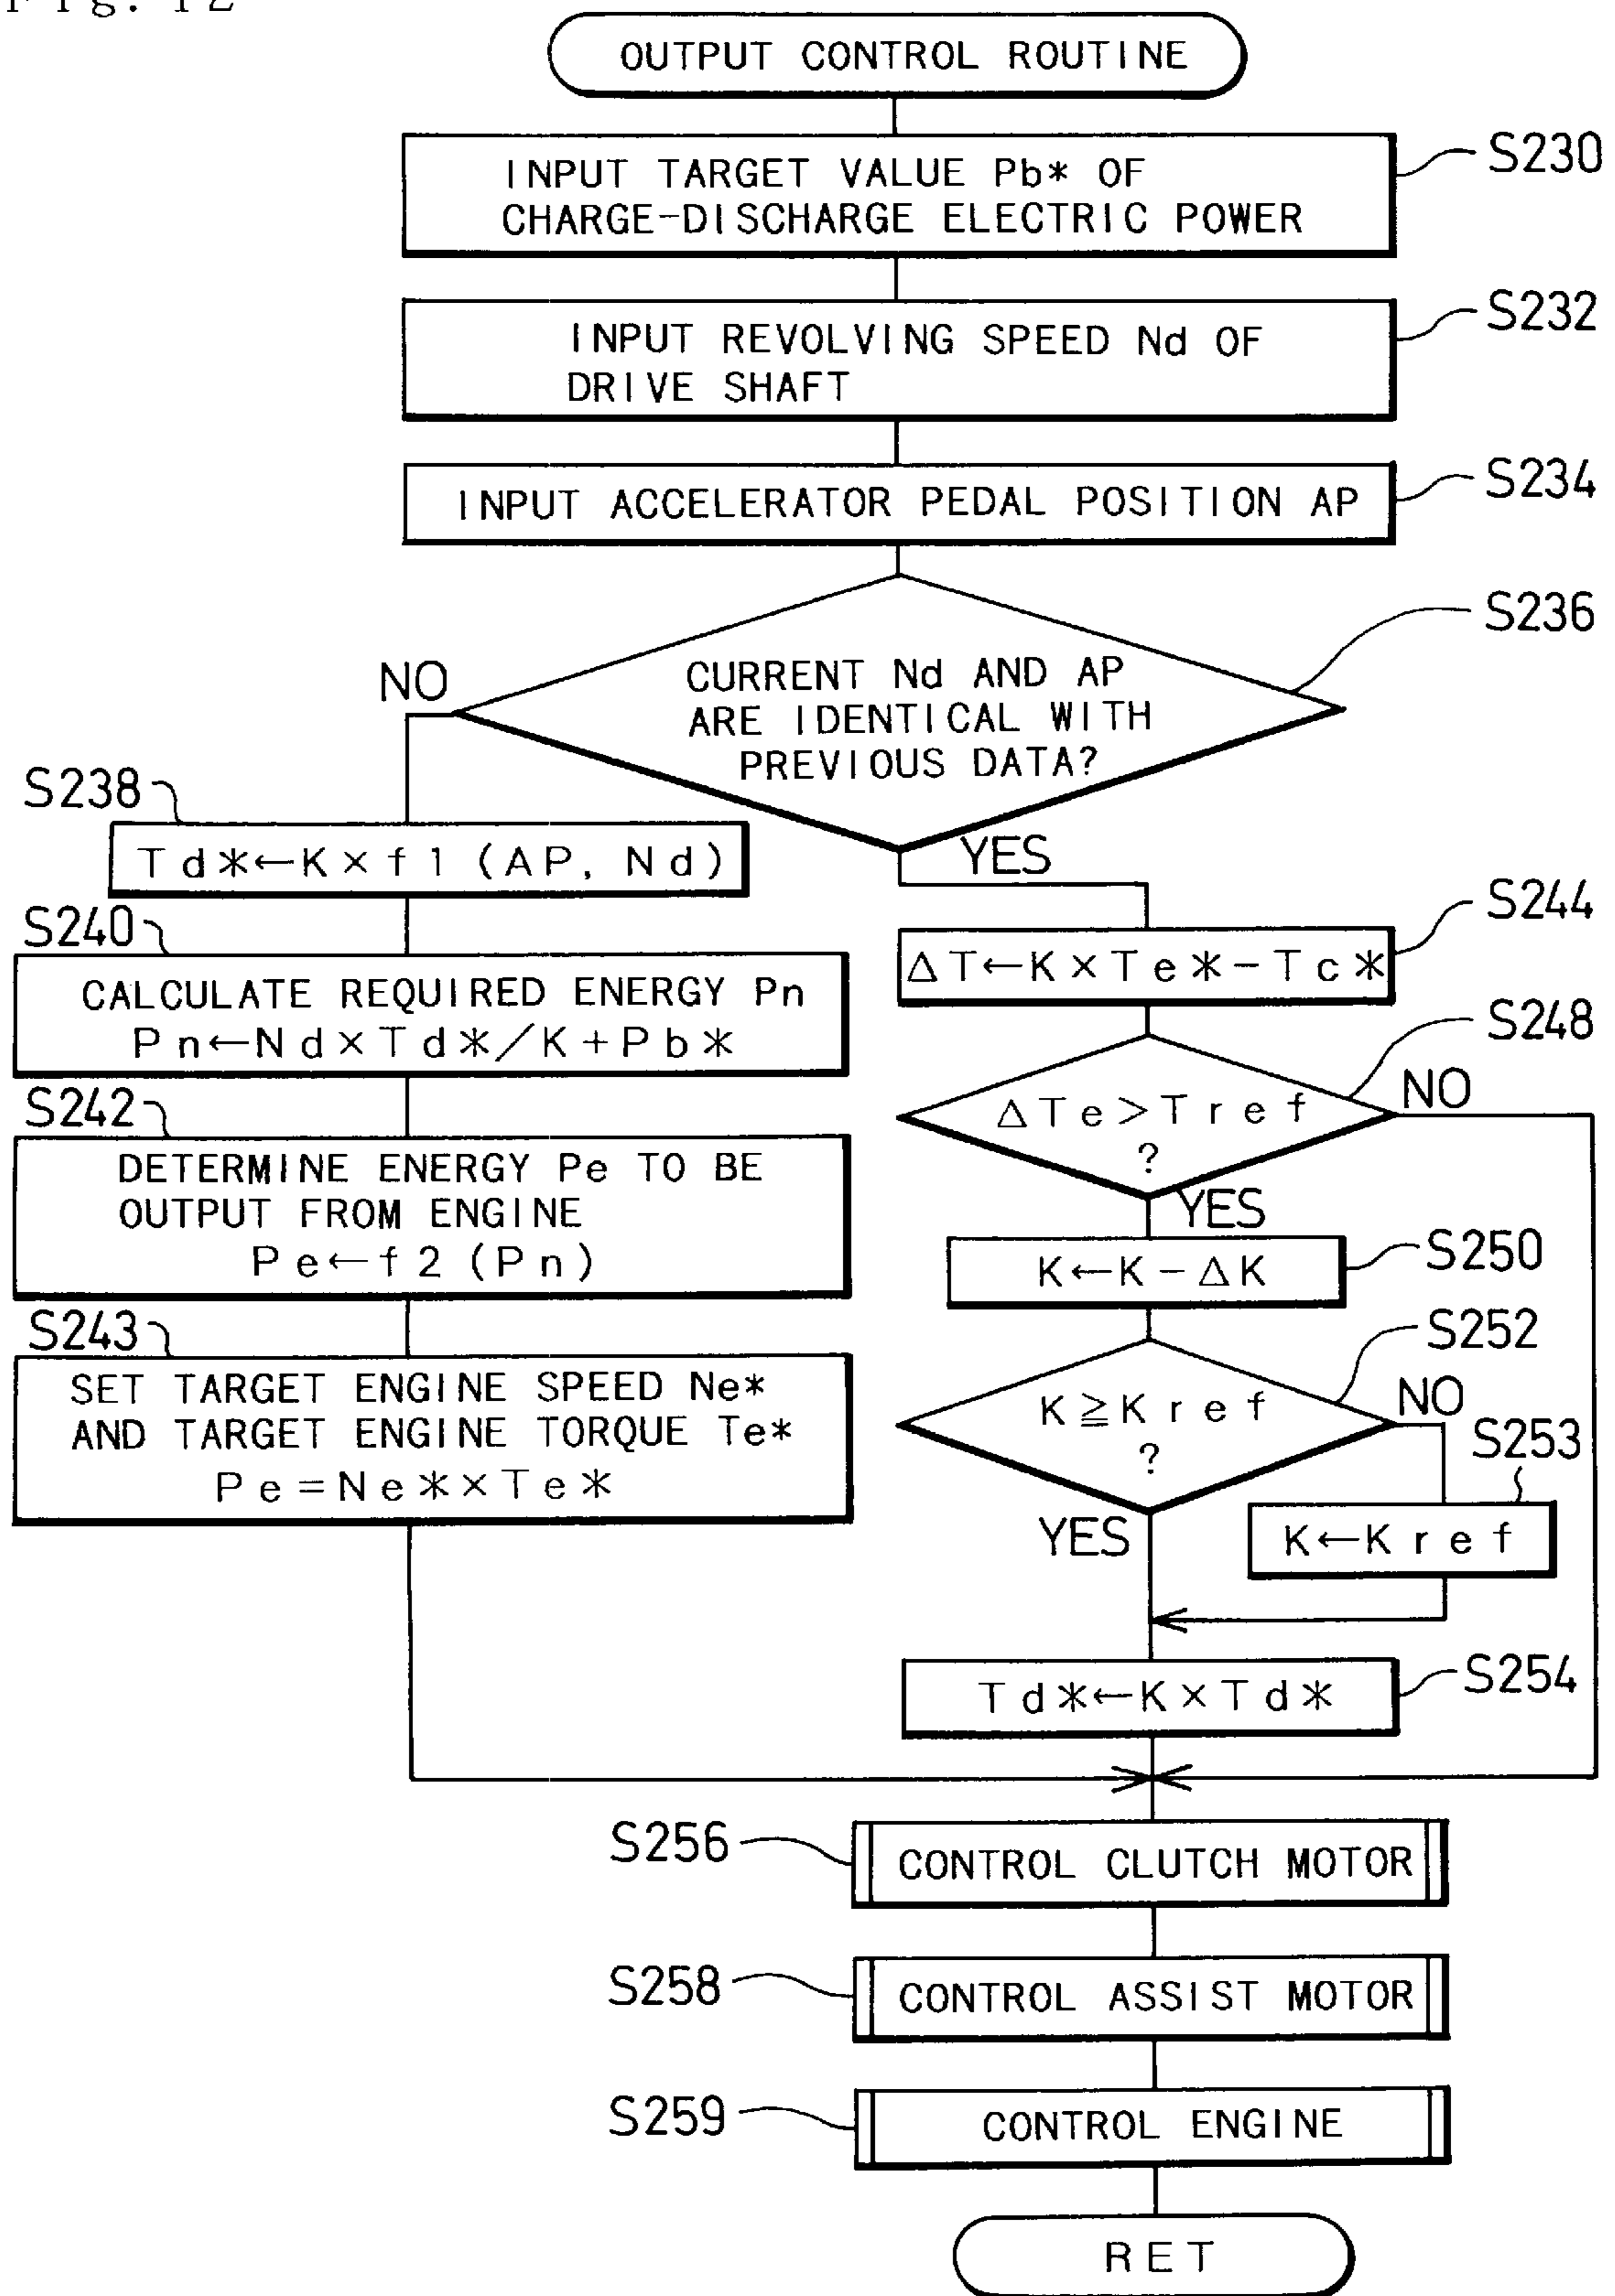 Fig. 12
OUTPUT CONTROL ROUTINE
INPUT TARGET VALUE Pb* OF
CHARGE-DISCHARGE ELECTRIC POWER
S230
INPUT REVOLVING SPEED Nd OF
DRIVE SHAFT
S232
INPUT ACCELERATOR PEDAL POSITION AP
S234
CURRENT Nd AND AP
ARE IDENTICAL WITH
PREVIOUS DATA?
S236
NO
YES
S238
Td*←K×f1(AP, Nd)
S240
CALCULATE REQUIRED ENERGY Pn
Pn←Nd×Td*/K+Pb*
S242
DETERMINE ENERGY Pe TO BE
OUTPUT FROM ENGINE
Pe←f2(Pn)
S243
SET TARGET ENGINE SPEED Ne*
AND TARGET ENGINE TORQUE Te*
Pe=Ne*×Te*
S244
ΔT←K×Te*-Tc*
S248
ΔTe>Tref
?
NO
YES
S250
K←K-ΔK
S252
K≧Kref
?
NO
YES
S253
K←Kref
S254
Td*←K×Td*
S256
CONTROL CLUTCH MOTOR
S258
CONTROL ASSIST MOTOR
S259
CONTROL ENGINE
RET